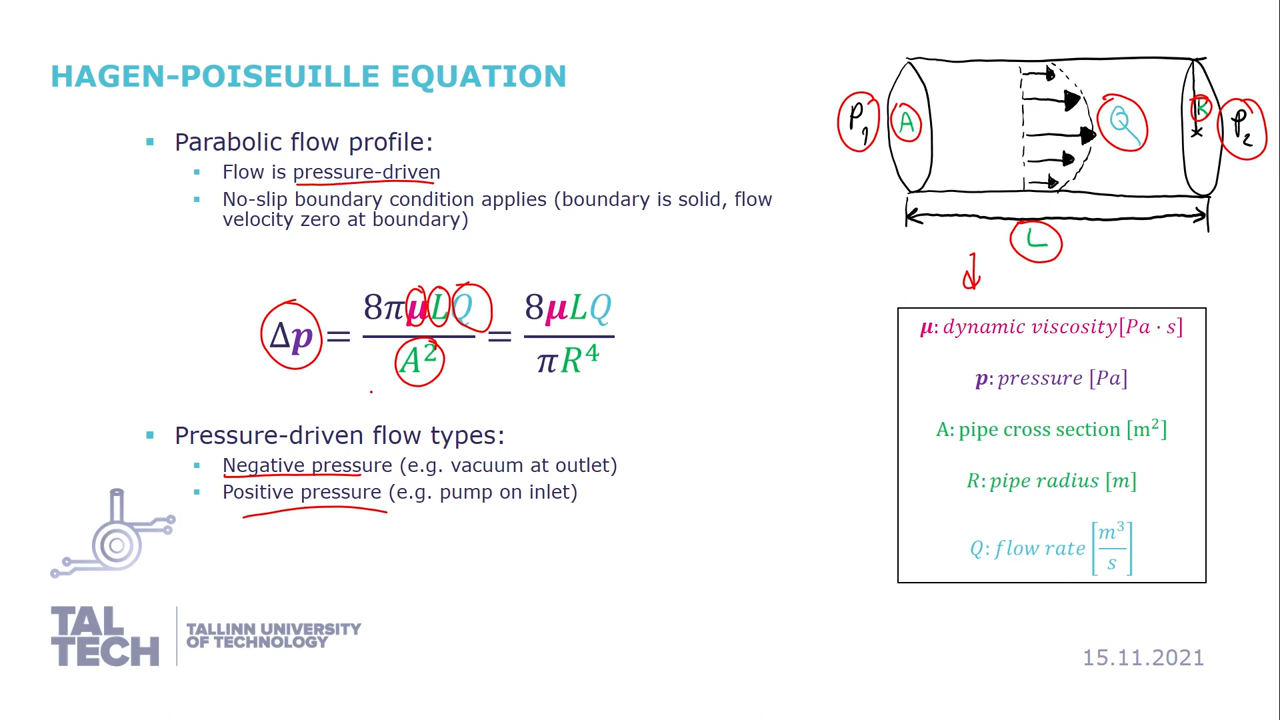 HAGEN-POISEUILLE EQUATION
▪ Parabolic flow profile:
▪ Flow is pressure-driven
▪ No-slip boundary condition applies (boundary is solid, flow
velocity zero at boundary)
Δp = 8πμLQ / A² = 8μLQ / πR⁴
▪ Pressure-driven flow types:
▪ Negative pressure (e.g. vacuum at outlet)
▪ Positive pressure (e.g. pump on inlet)
P₁
A
Q
R
P₂
L
μ: dynamic viscosity[Pa · s]
p: pressure [Pa]
A: pipe cross section [m²]
R: pipe radius [m]
Q: flow rate [m³/s]
TAL
TECH
TALLINN UNIVERSITY
OF TECHNOLOGY
15.11.2021